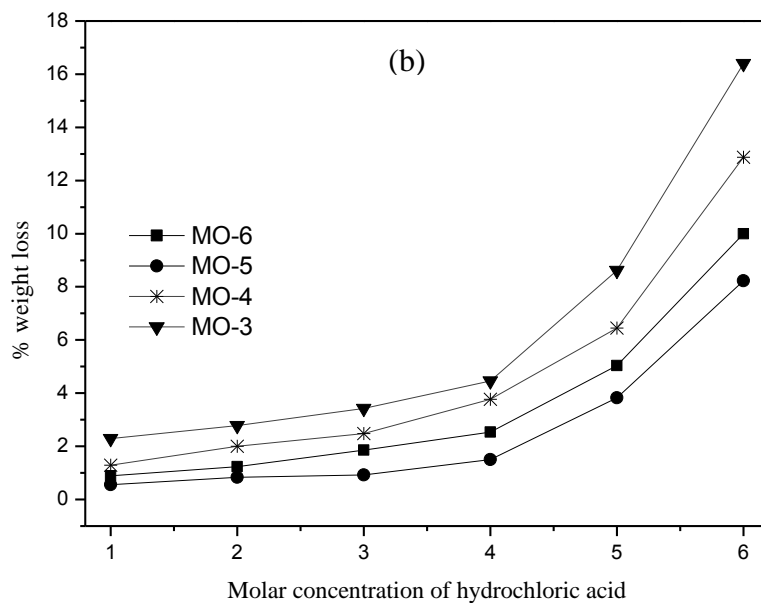 18
(b)
16
14
12
10
8
6
4
2
0
MO-6
MO-5
MO-4
MO-3
% weight loss
1 2 3 4 5 6
Molar concentration of hydrochloric acid